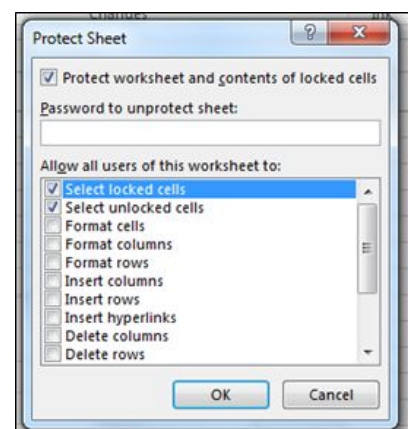 Changes
Ink
Protect Sheet
Protect worksheet and contents of locked cells
Password to unprotect sheet:
Allow all users of this worksheet to:
Select locked cells
Select unlocked cells
Format cells
Format columns
Format rows
Insert columns
Insert rows
Insert hyperlinks
Delete columns
Delete rows
OK Cancel